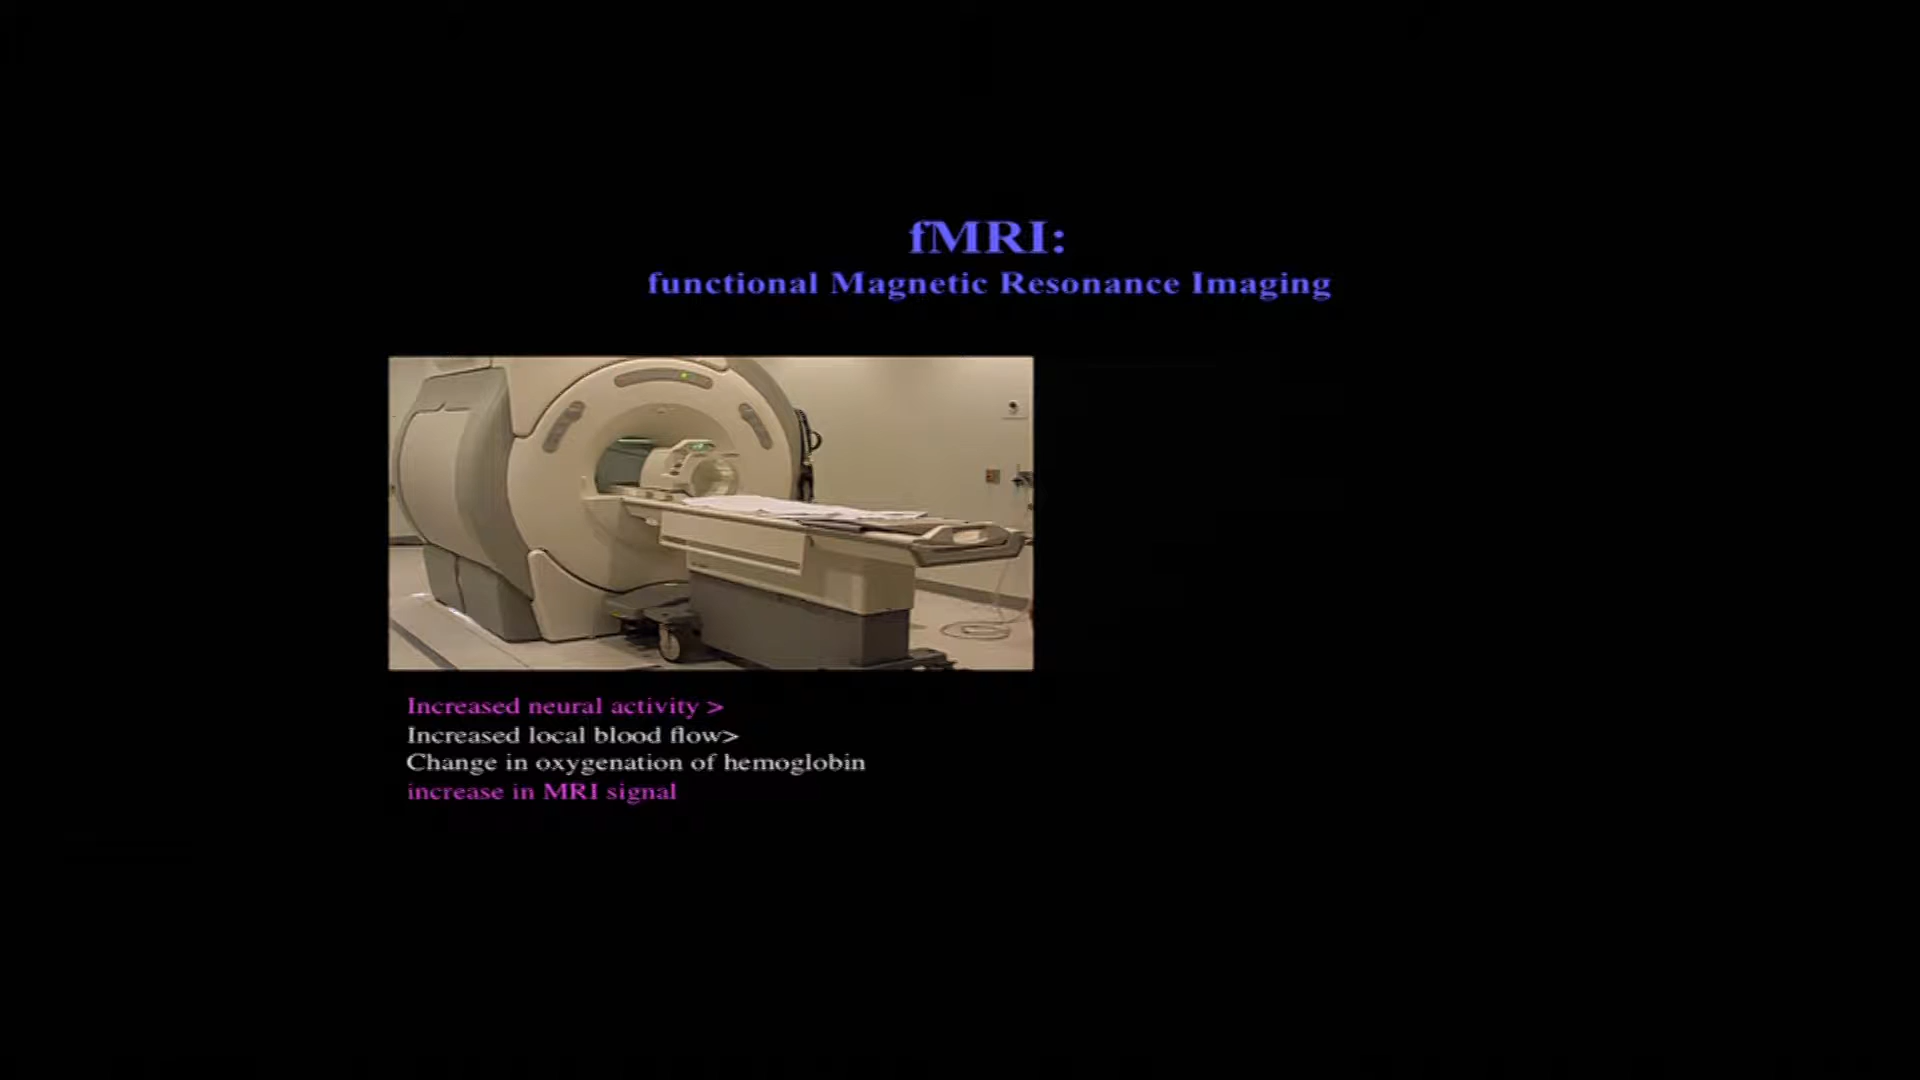 fMRI:
functional Magnetic Resonance Imaging
Increased neural activity >
Increased local blood flow>
Change in oxygenation of hemoglobin
increase in MRI signal